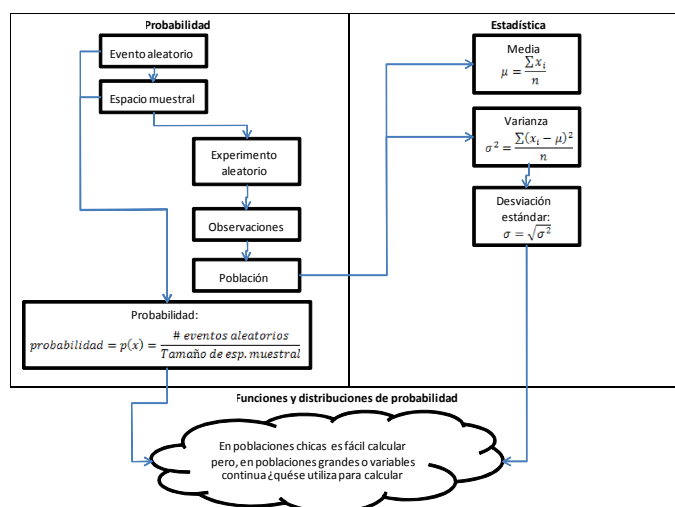 Probabilidad
Evento aleatorio
Espacio muestral
Experimento
aleatorio
Observaciones
Población
Probabilidad:
probabilidad = p(x) = # eventos aleatorios / Tamaño de esp. muestral
Estadística
Media
μ = ∑x_i / n
Varianza
σ² = ∑(x_i − μ)² / n
Desviación
estándar:
σ = √σ²
Funciones y distribuciones de probabilidad
En poblaciones chicas es fácil calcular
pero, en poblaciones grandes o variables
continua ¿quése utiliza para calcular